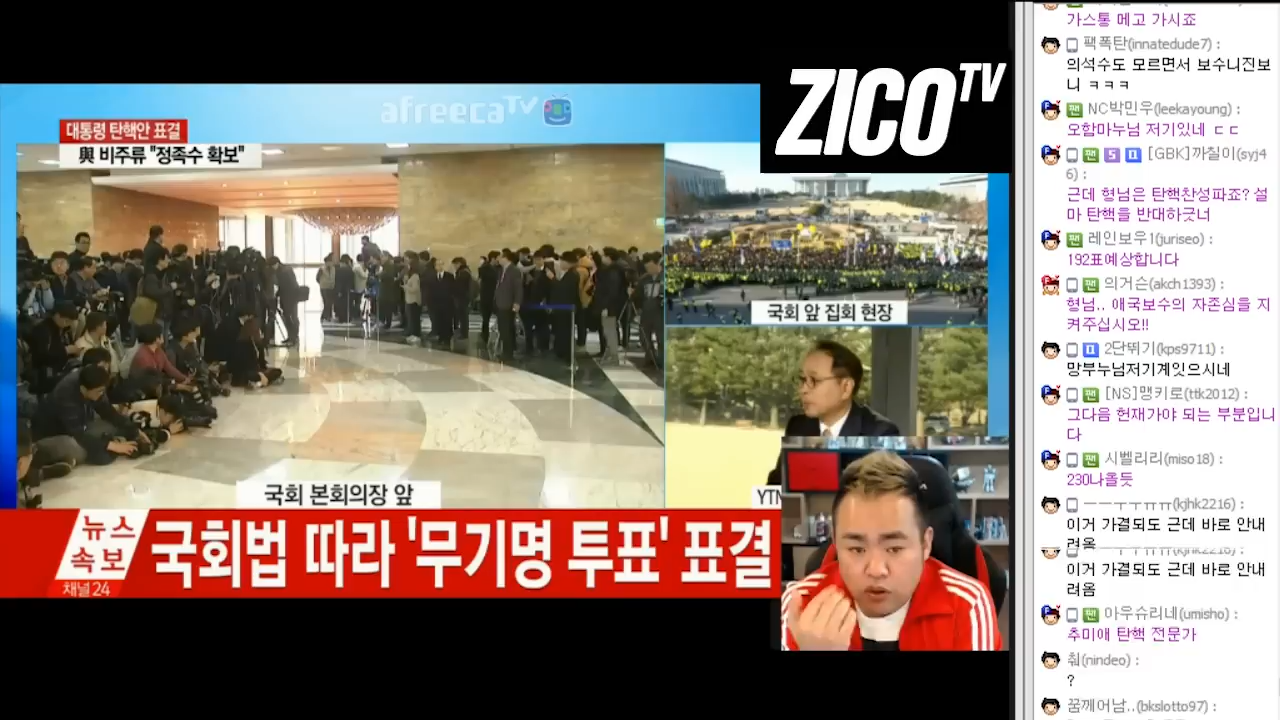 afreecaTV
ZICO TV
대통령 탄핵안 표결
與 비주류 "정족수 확보"
국회 앞 집회 현장
국회 본회의장 앞
YTN
뉴스
속보
국회법 따라 '무기명 투표' 표결
채널 24
가스통 메고 가시죠
팩폭탄(innatedude7) :
의석수도 모르면서 보수니진보
니 ㅋㅋㅋ
NC박민우(leekayoung) :
오함마누님 저기있네 ㄷㄷ
[GBK]까칠이(syj4
6) :
근데 형님은 탄핵찬성파죠? 설
마 탄핵을 반대하긋너
레인보우1(juriseo) :
192표예상합니다
의거슨(akch1393) :
형님.. 애국보수의 자존심을 지
켜주십시오!!
2단뛰기(kps9711) :
망부누님저기계잇으시네
[NS]맹키로(ttk2012) :
그다음 헌재가야 되는 부분입니
다
시벨리리(miso18) :
230나올듯
ㅡㅡㅜㅜㅠㅠ(kjhk2216) :
이거 가결되도 근데 바로 안내
려옴
이거 가결되도 근데 바로 안내
려옴
아우슈리네(umisho) :
추미애 탄핵 전문가
춰(nindeo) :
?
꿈께어남..(bkslotto97) :